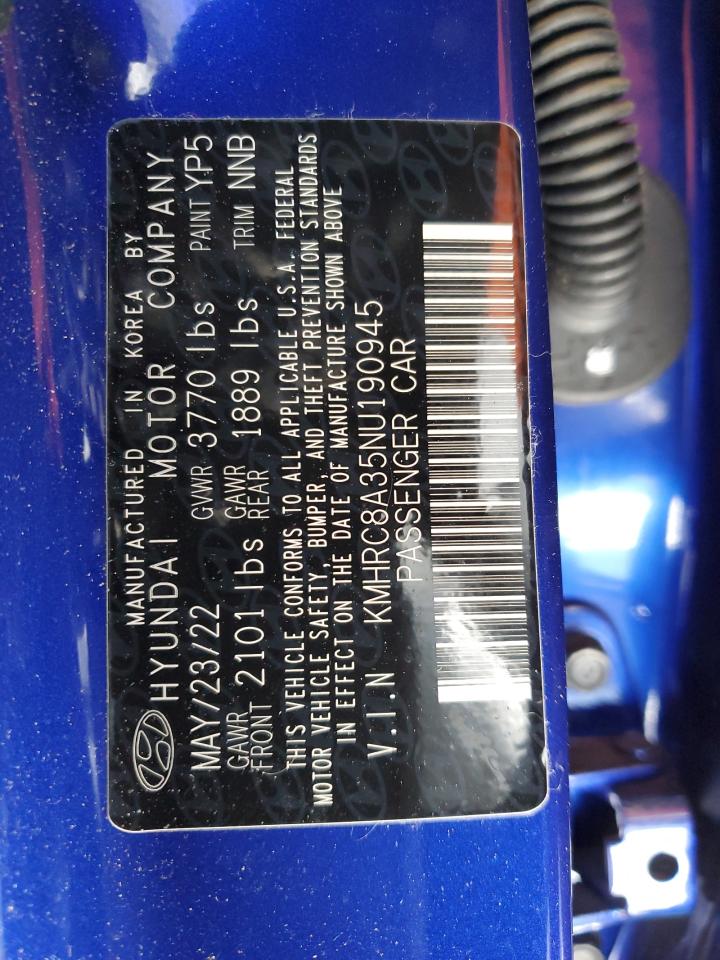 MANUFACTURED IN KOREA BY
HYUNDAI MOTOR COMPANY
MAY/23/22 GVWR 3770 lbs PAINT YP5
GAWR FRONT 2101 lbs GAWR REAR 1889 lbs TRIM NNB
THIS VEHICLE CONFORMS TO ALL APPLICABLE U.S.A. FEDERAL
MOTOR VEHICLE SAFETY, BUMPER, AND THEFT PREVENTION STANDARDS
IN EFFECT ON THE DATE OF MANUFACTURE SHOWN ABOVE
V.I.N KMHRC8A35NU190945
PASSENGER CAR